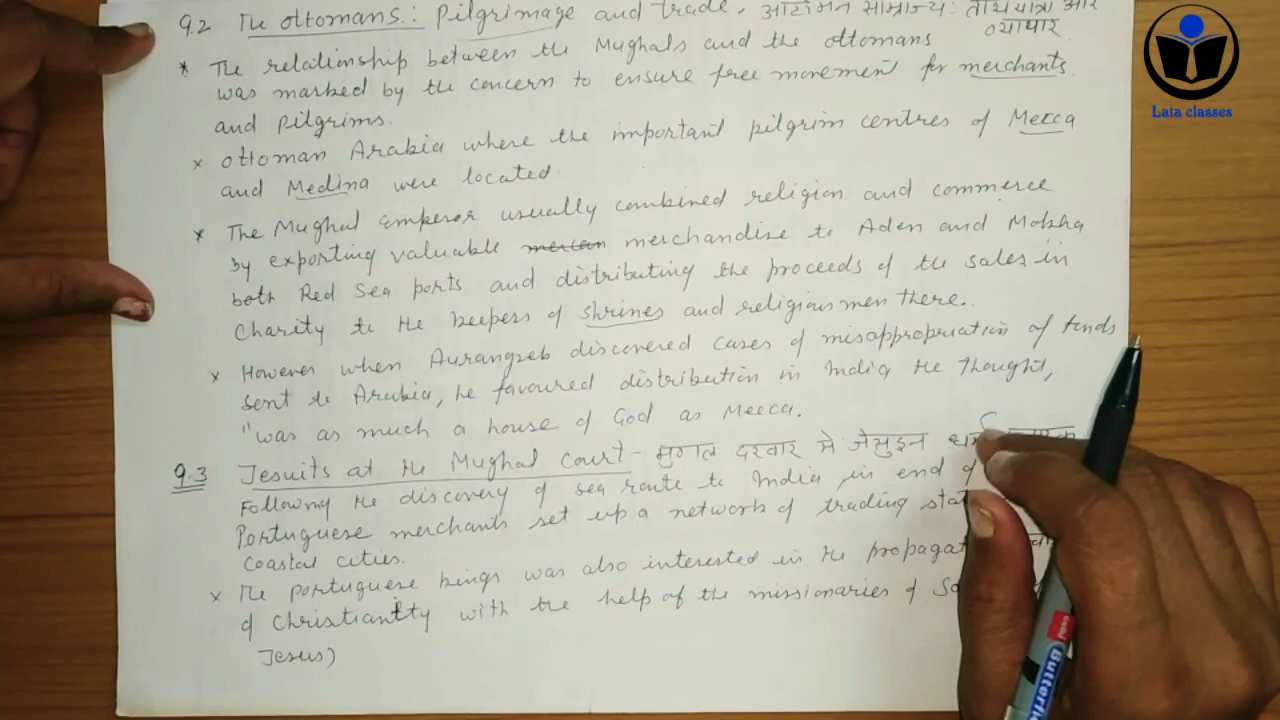 9.2 The Ottomans: Pilgrimage and trade. साम्राज्य: और
व्यापार
* The relationship between the Mughals and the Ottomans
was marked by the concern to ensure free movement for merchants
and pilgrims.
x Ottoman Arabia where the important pilgrim centres of Mecca
and Medina were located.
* The Mughal emperor usually combined religion and commerce
by exporting valuable merchandise to Aden and Mokha
both Red Sea ports and distributing the proceeds of the sales in
charity to the keepers of shrines and religious men there.
x However when Aurangzeb discovered cases of misappropriation of funds
sent to Arabia, he favoured distribution in India He thought,
"was as much a house of God as Mecca.
9.3 Jesuits at the Mughal court - मुगल दरबार मे जेसुइन
Following the discovery of sea route to India in end of
Portuguese merchants set up a network of trading
coastal cities.
x The Portuguese kings was also interested in the
of Christianity with the help of the missionaries of
Jesus)
Lata classes